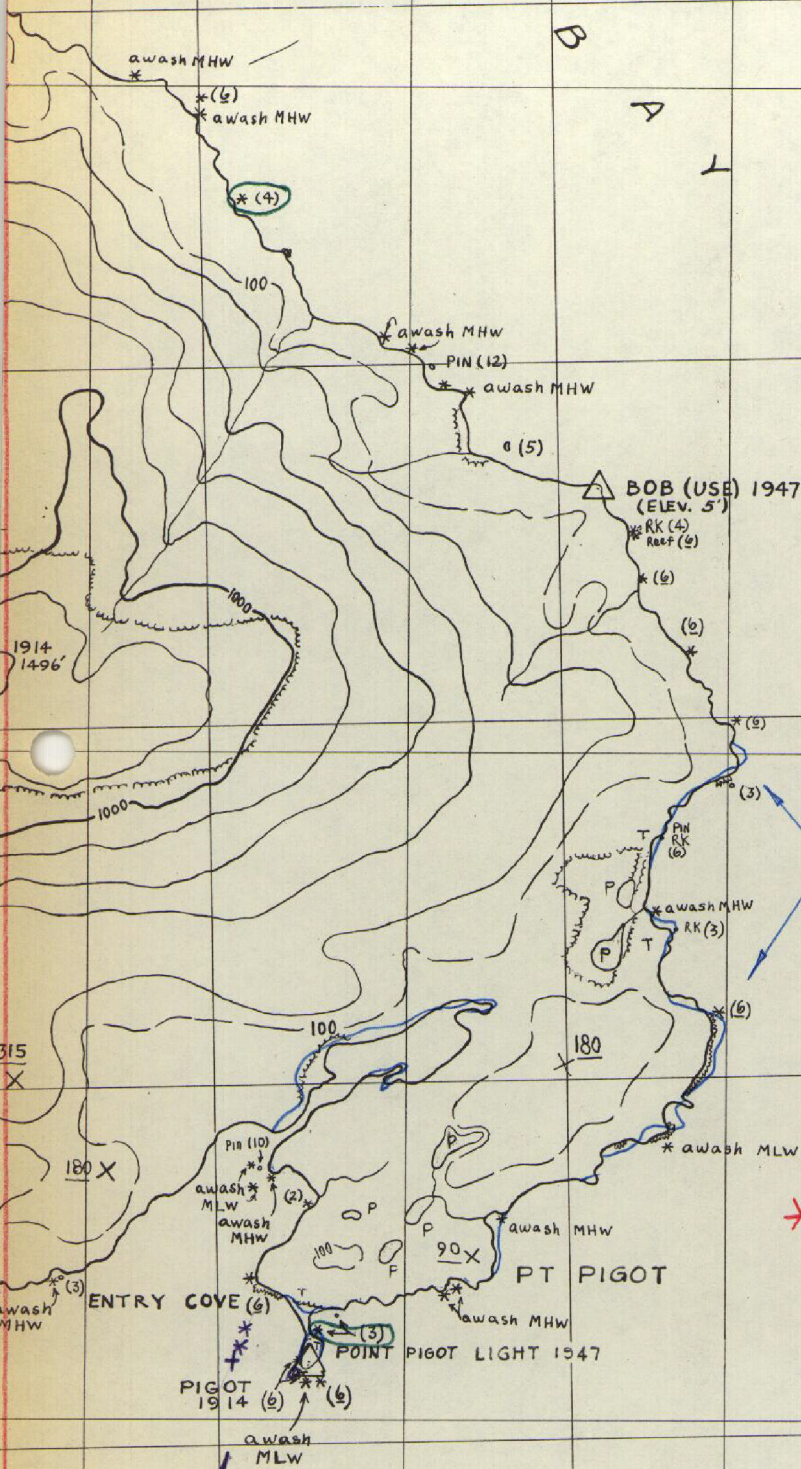 B
A
Y
awash MHW
(6)
awash MHW
(4)
100
awash MHW
PIN (12)
awash MHW
(5)
BOB (USE) 1947
(ELEV. 5')
RK (4)
Reef (6)
(6)
(6)
1000
1914
1496'
(6)
(3)
1000
T
PIN
RK
(6)
P
awash MHW
RK (3)
T
P
(6)
100
315
180
Pin (10)
P
awash MLW
180
awash
MLW
(2)
awash
MHW
P
P
awash MHW
100
P
90
PT PIGOT
(3)
awash
MHW
ENTRY COVE
(6)
T
awash MHW
(3)
POINT PIGOT LIGHT 1947
PIGOT
1914
(6)
(6)
awash
MLW